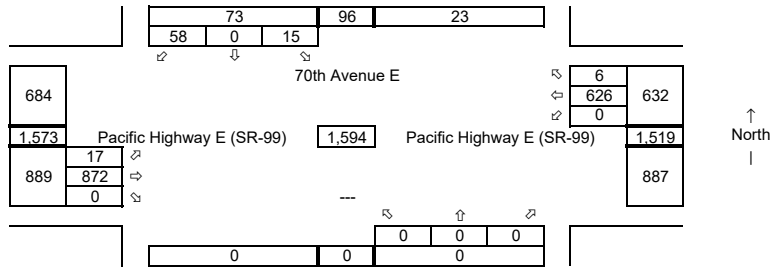 73 96 23
58 0 15
⬃ ⇩ ⬂
70th Avenue E
⬁ 6
684 ⇦ 626 632
⬃ 0 ↑
1,573 Pacific Highway E (SR-99) 1,594 Pacific Highway E (SR-99) 1,519 North
17 ⬀ |
889 872 ⇨ 887
0 ⬂ ---
⬁ ⇧ ⬀
0 0 0
0 0 0